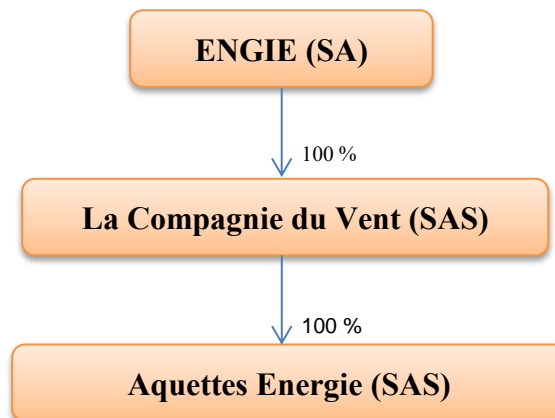 ENGIE (SA)
100 %
La Compagnie du Vent (SAS)
100 %
Aquettes Energie (SAS)